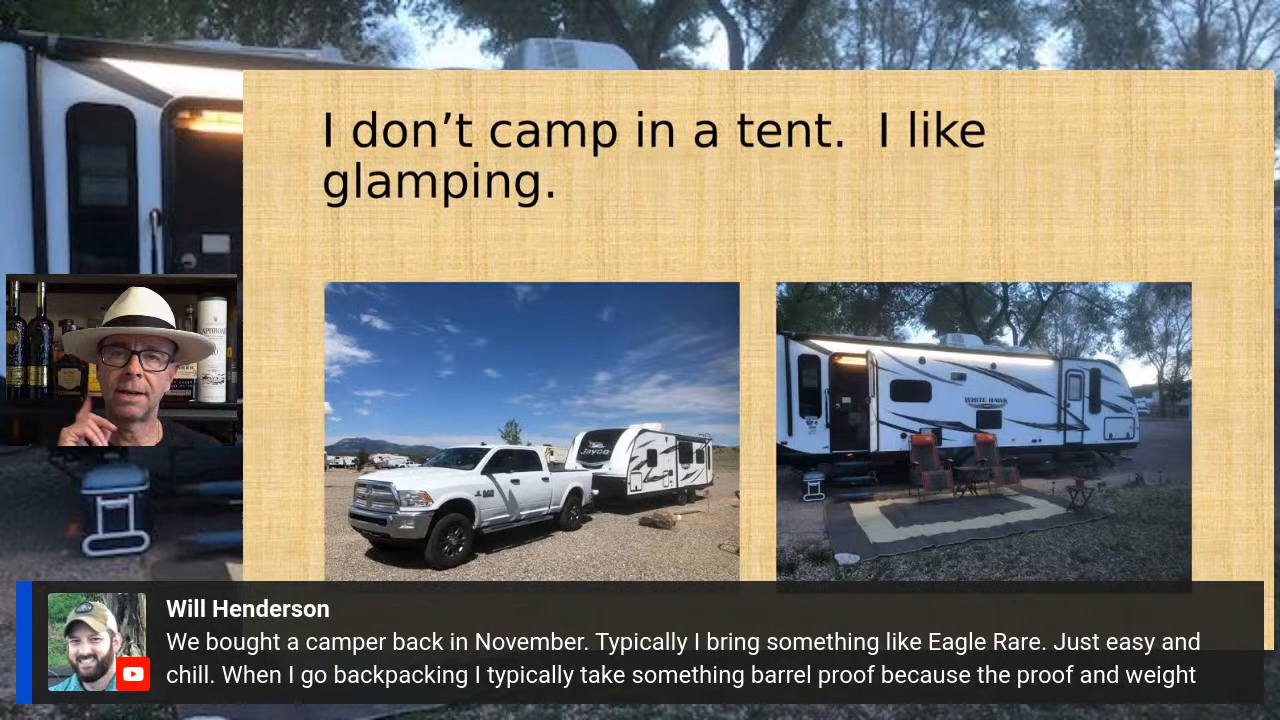 I don’t camp in a tent.  I like
glamping.
Jayco
WHITE HAWK
Will Henderson
We bought a camper back in November. Typically I bring something like Eagle Rare. Just easy and
chill. When I go backpacking I typically take something barrel proof because the proof and weight